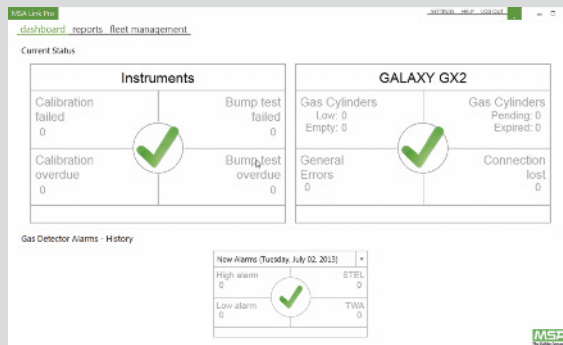 MSA Link Pro
SETTINGS HELP LOG OUT
dashboard reports fleet management
Current Status
Instruments
Calibration failed
0
Bump test failed
0
Calibration overdue
0
Bump test overdue
0
GALAXY GX2
Gas Cylinders
Low: 0
Empty: 0
Gas Cylinders
Pending: 0
Expired: 0
General Errors
0
Connection lost
0
Gas Detector Alarms - History
New Alarms (Tuesday, July 02, 2013)
High alarm
0
STEL
0
Low alarm
0
TWA
0
MSA